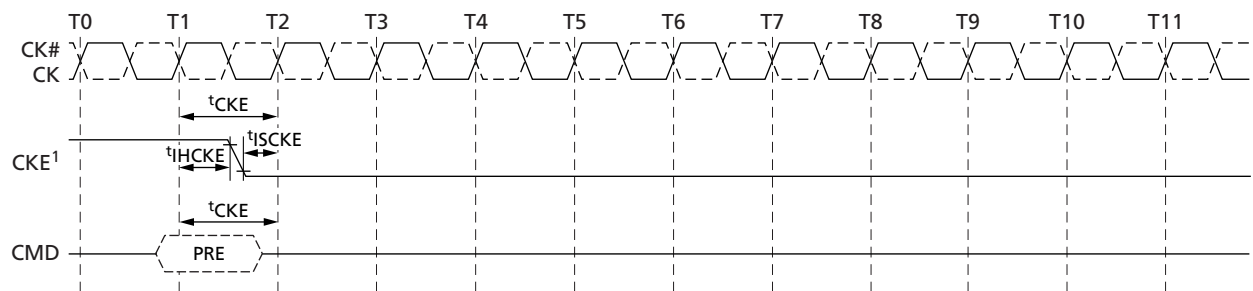 T0 T1 T2 T3 T4 T5 T6 T7 T8 T9 T10 T11
CK#
CK
tCKE
tISCKE
CKE1
tIHCKE
tCKE
CMD
PRE